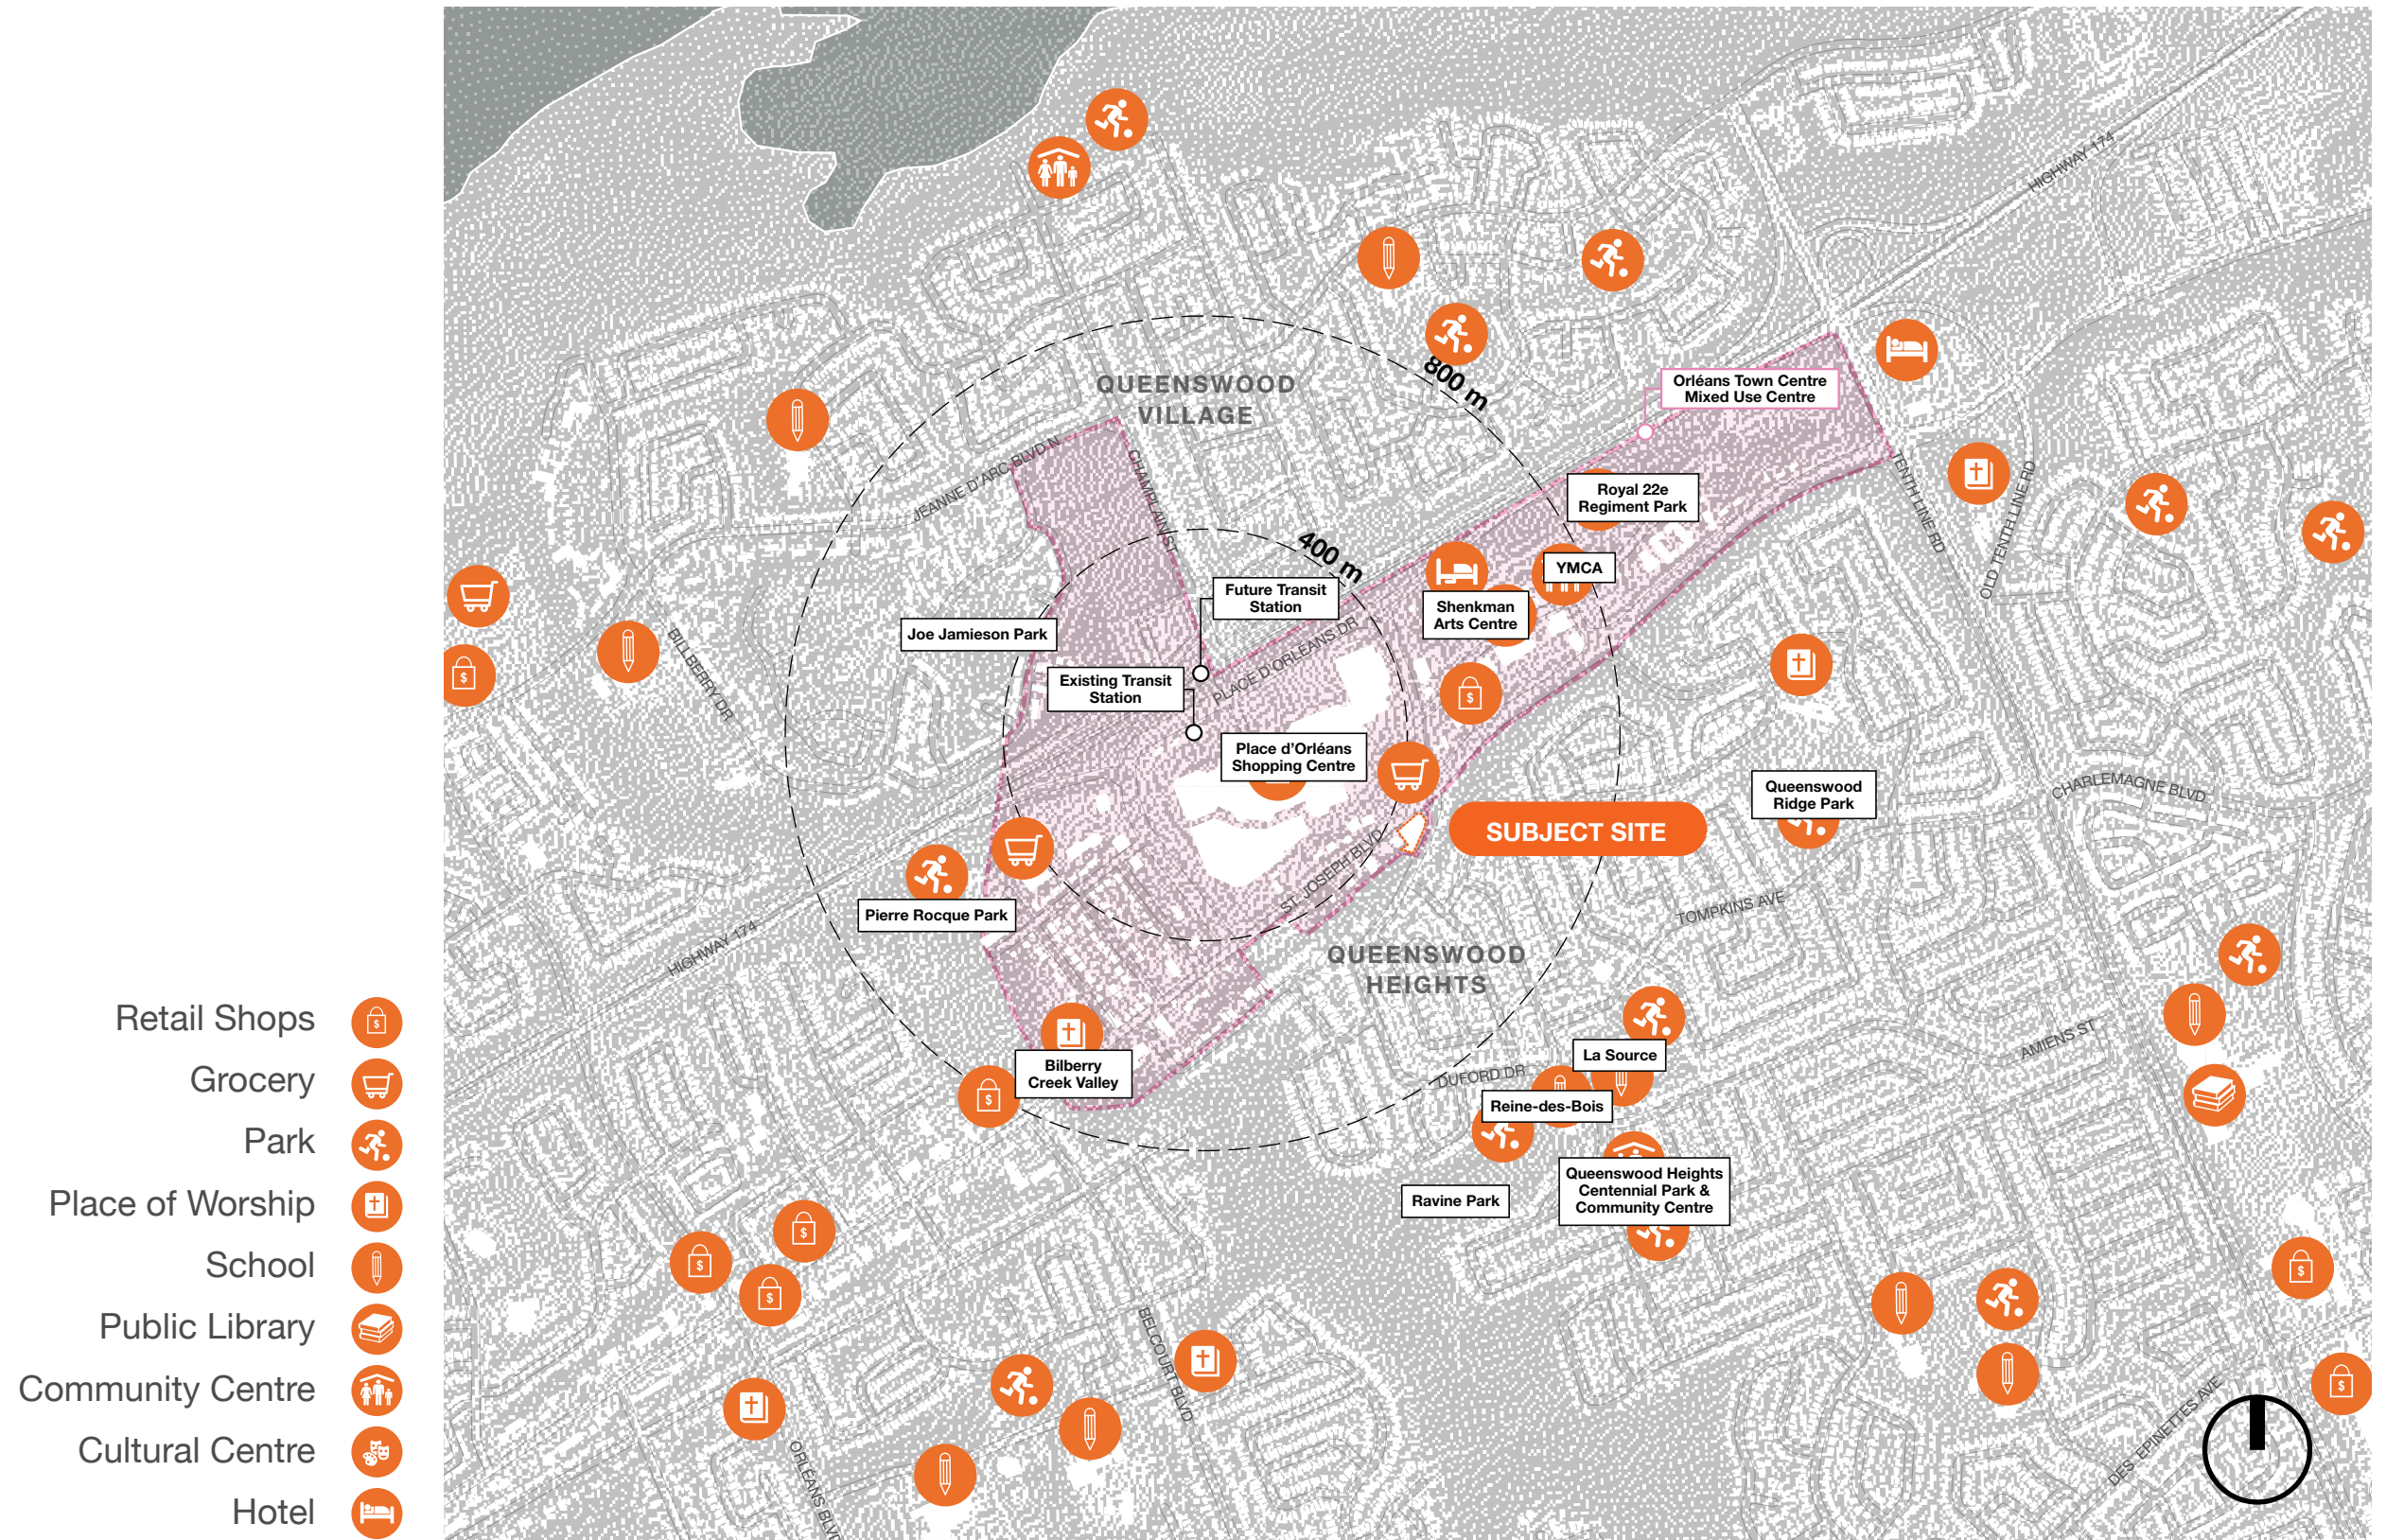 HIGHWAY 174
QUEENSWOOD
VILLAGE
800 m
Orléans Town Centre
Mixed Use Centre
JEANNE D'ARC BLVD N
CHAMPLAIN ST
Royal 22e
Regiment Park
TENTH LINE RD
OLD TENTH LINE RD
400 m
YMCA
Future Transit
Station
Shenkman
Arts Centre
Joe Jamieson Park
BILLBERRY DR
PLACE D'ORLEANS DR
Existing Transit
Station
Place d'Orléans
Shopping Centre
Queenswood
Ridge Park
CHARLEMAGNE BLVD
SUBJECT SITE
ST. JOSEPH BLVD
Pierre Rocque Park
TOMPKINS AVE
HIGHWAY 174
QUEENSWOOD
HEIGHTS
La Source
AMIENS ST
Bilberry
Creek Valley
DUFORD DR
Reine-des-Bois
Queenswood Heights
Centennial Park &
Community Centre
Ravine Park
BELCOURT BLVD
ORLÉANS BLVD
DES EPINETTES AVE
Retail Shops
Grocery
Park
Place of Worship
School
Public Library
Community Centre
Cultural Centre
Hotel